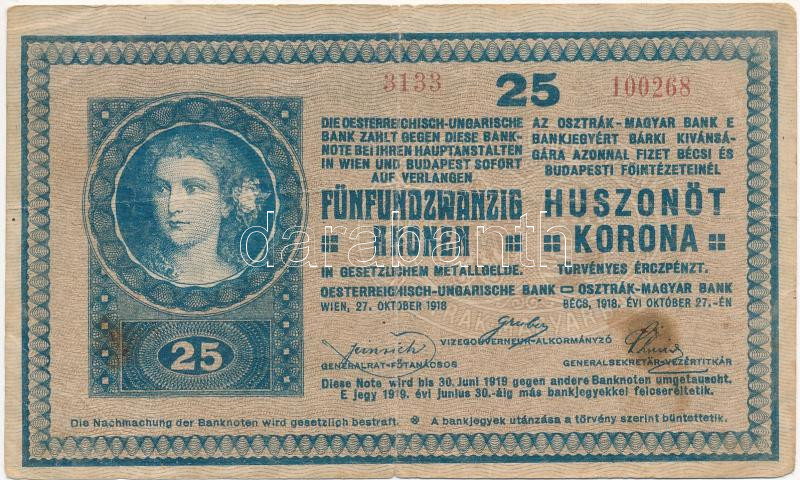 3133 25 100268
DIE OESTERREICHISCH-UNGARISCHE
BANK ZAHLT GEGEN DIESE BANK-
NOTE BEI IHREN HAUPTANSTALTEN
IN WIEN UND BUDAPEST SOFORT
AUF VERLANGEN
FÜNFUNDZWANZIG
KRONEN
IN GESETZLICHEM METALLGELDE.
OESTERREICHISCH-UNGARISCHE BANK
WIEN, 27. OKTOBER 1918
AZ OSZTRÁK-MAGYAR BANK E
BANKJEGYÉRT BÁRKI KIVÁNSÁ-
GÁRA AZONNAL FIZET BÉCSI ÉS
BUDAPESTI FŐINTÉZETEINÉL
HUSZONÖT
KORONA
TÖRVÉNYES ÉRCZPÉNZT.
OSZTRÁK-MAGYAR BANK
BÉCS, 1918. ÉVI OKTÓBER 27.-ÉN
darabanth
VIZEGOUVERNEUR-ALKORMÁNYZÓ
GENERALRAT-FŐTANÁCSOS
GENERALSEKRETÄR-VEZÉRTITKÁR
25
Diese Note wird bis 30. Juni 1919 gegen andere Banknoten umgetauscht.
E jegy 1919. évi junius 30.-áig más bankjegyekkel felcseréltetik.
Die Nachmachung der Banknoten wird gesetzlich bestraft. A bankjegyek utánzása a törvény szerint büntettetik.